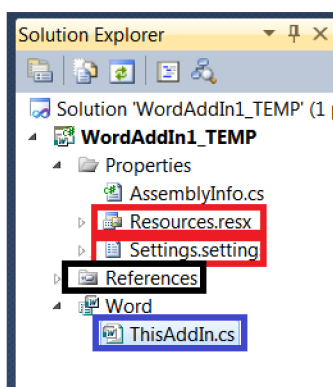 Solution Explorer
Solution 'WordAddIn1_TEMP' (1
WordAddIn1_TEMP
Properties
AssemblyInfo.cs
Resources.resx
Settings.setting
References
Word
ThisAddIn.cs